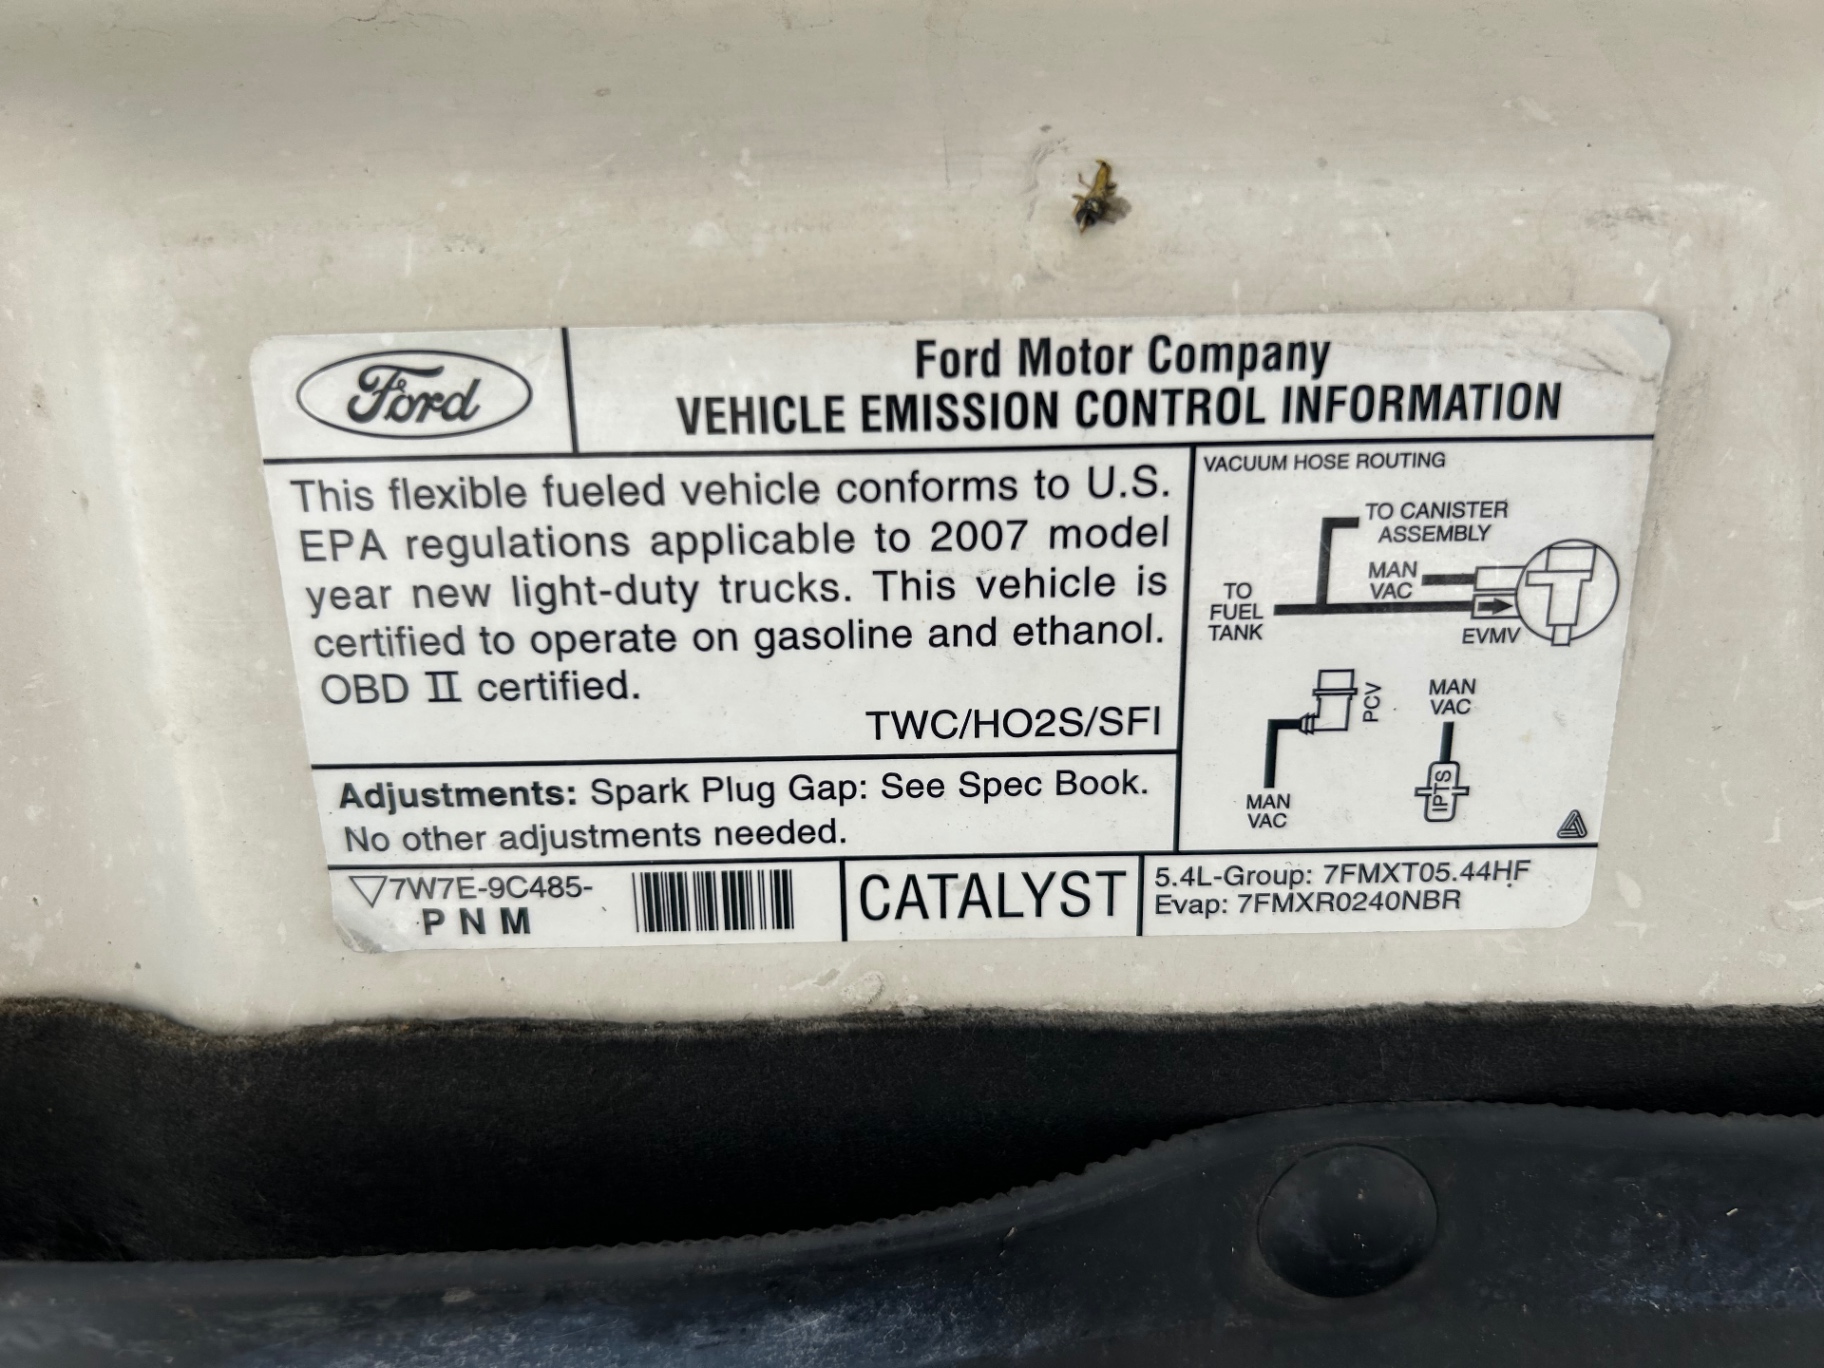 Ford
Ford Motor Company
VEHICLE EMISSION CONTROL INFORMATION
This flexible fueled vehicle conforms to U.S.
EPA regulations applicable to 2007 model
year new light-duty trucks. This vehicle is
certified to operate on gasoline and ethanol.
OBD II certified.
TWC/HO2S/SFI
Adjustments: Spark Plug Gap: See Spec Book.
No other adjustments needed.
VACUUM HOSE ROUTING
TO CANISTER
ASSEMBLY
MAN
VAC
TO
FUEL
TANK
EVMV
PCV
MAN
VAC
MAN
VAC
IPTS
7W7E-9C485-
PNM
CATALYST
5.4L-Group: 7FMXT05.44HF
Evap: 7FMXR0240NBR